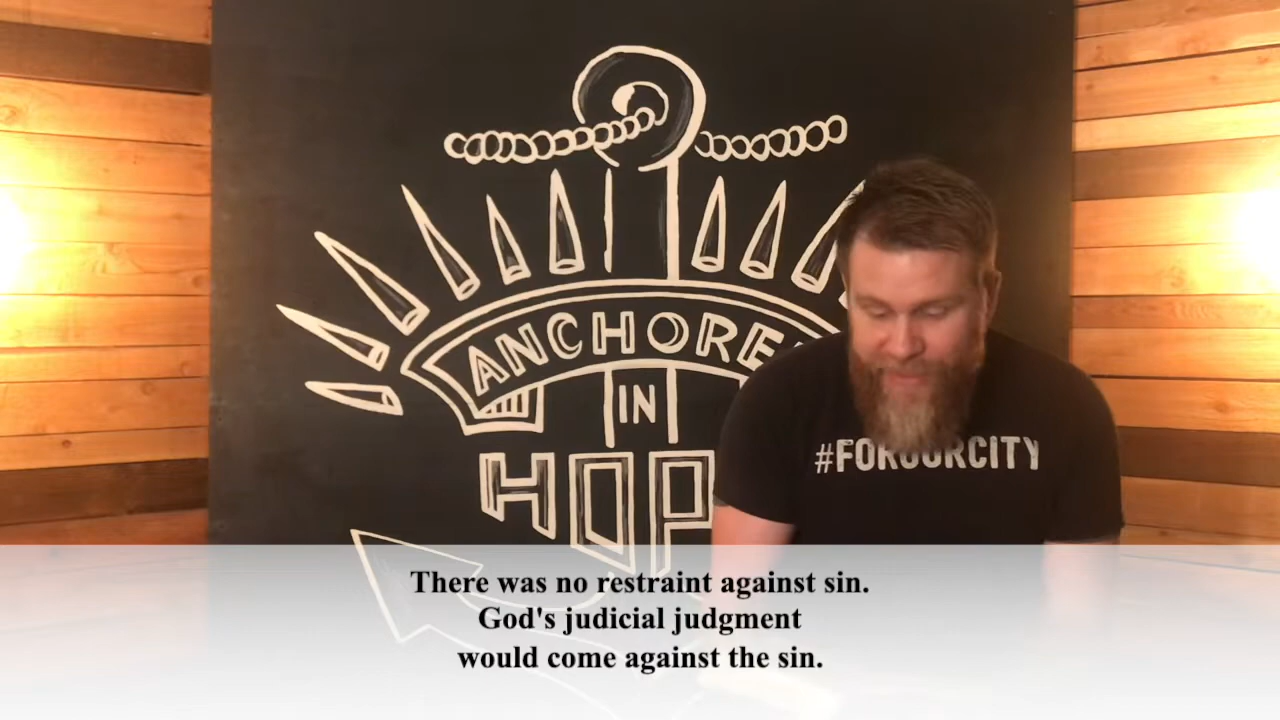 ANCHORE
IN
HOP
#FOROURCITY
There was no restraint against sin.
God's judicial judgment
would come against the sin.